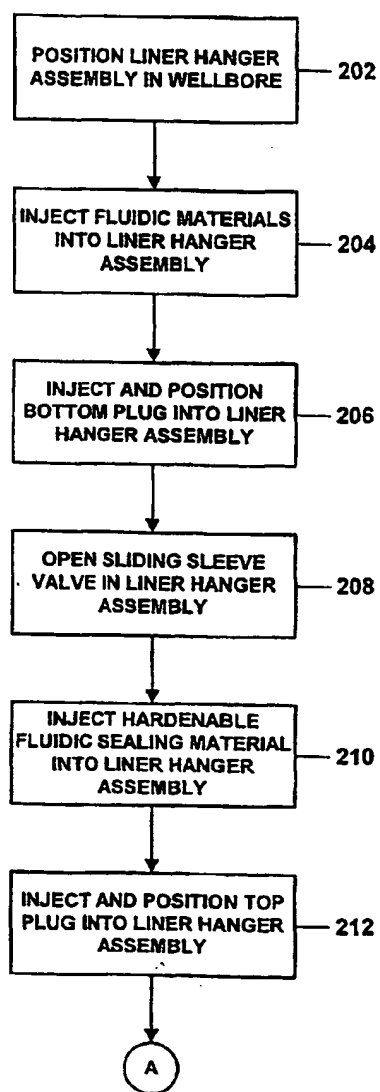 POSITION LINER HANGER
ASSEMBLY IN WELLBORE
202
INJECT FLUIDIC MATERIALS
INTO LINER HANGER
ASSEMBLY
204
INJECT AND POSITION
BOTTOM PLUG INTO LINER
HANGER ASSEMBLY
206
OPEN SLIDING SLEEVE
VALVE IN LINER HANGER
ASSEMBLY
208
INJECT HARDENABLE
FLUIDIC SEALING MATERIAL
INTO LINER HANGER
ASSEMBLY
210
INJECT AND POSITION TOP
PLUG INTO LINER HANGER
ASSEMBLY
212
A